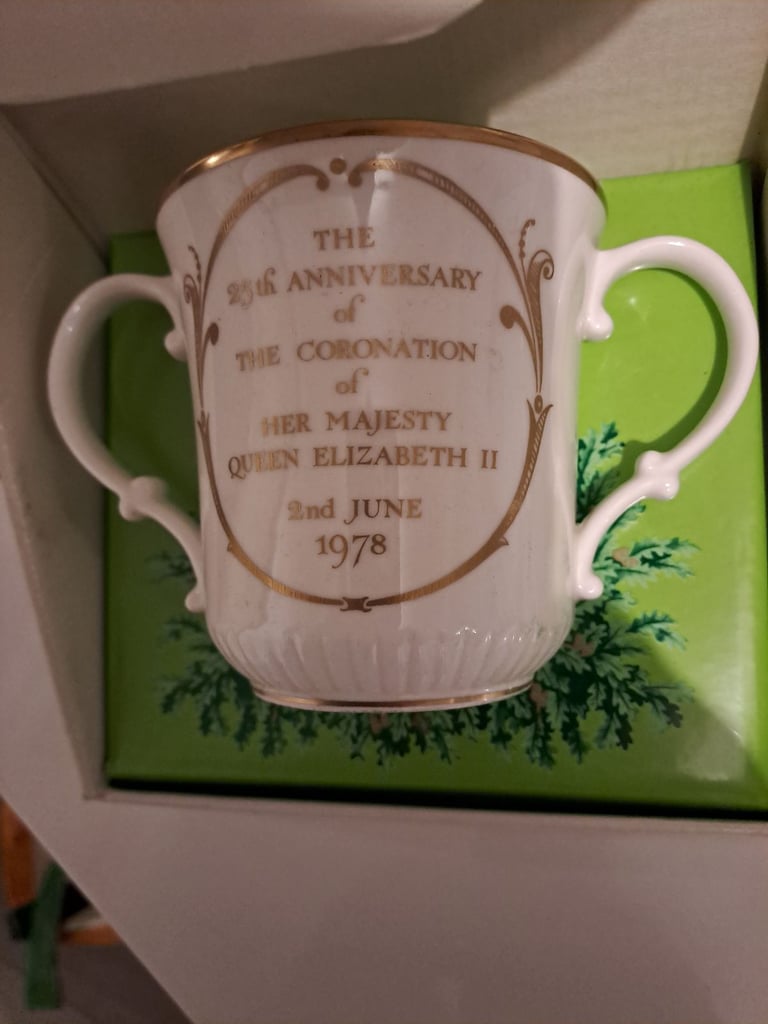 THE
25th ANNIVERSARY
of
THE CORONATION
of
HER MAJESTY
QUEEN ELIZABETH II
2nd JUNE
1978